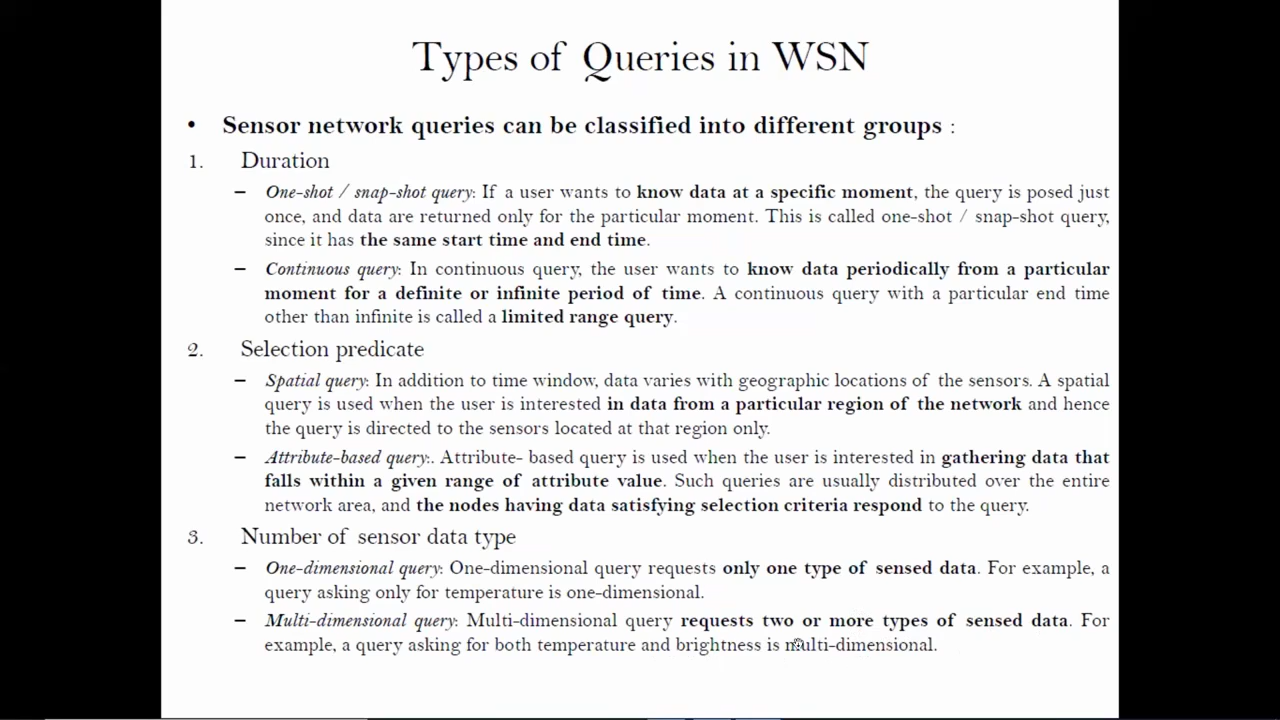 Types of Queries in WSN
• Sensor network queries can be classified into different groups :
1. Duration
– One-shot / snap-shot query: If a user wants to know data at a specific moment, the query is posed just
once, and data are returned only for the particular moment. This is called one-shot / snap-shot query,
since it has the same start time and end time.
– Continuous query: In continuous query, the user wants to know data periodically from a particular
moment for a definite or infinite period of time. A continuous query with a particular end time
other than infinite is called a limited range query.
2. Selection predicate
– Spatial query: In addition to time window, data varies with geographic locations of the sensors. A spatial
query is used when the user is interested in data from a particular region of the network and hence
the query is directed to the sensors located at that region only.
– Attribute-based query:. Attribute- based query is used when the user is interested in gathering data that
falls within a given range of attribute value. Such queries are usually distributed over the entire
network area, and the nodes having data satisfying selection criteria respond to the query.
3. Number of sensor data type
– One-dimensional query: One-dimensional query requests only one type of sensed data. For example, a
query asking only for temperature is one-dimensional.
– Multi-dimensional query: Multi-dimensional query requests two or more types of sensed data. For
example, a query asking for both temperature and brightness is multi-dimensional.